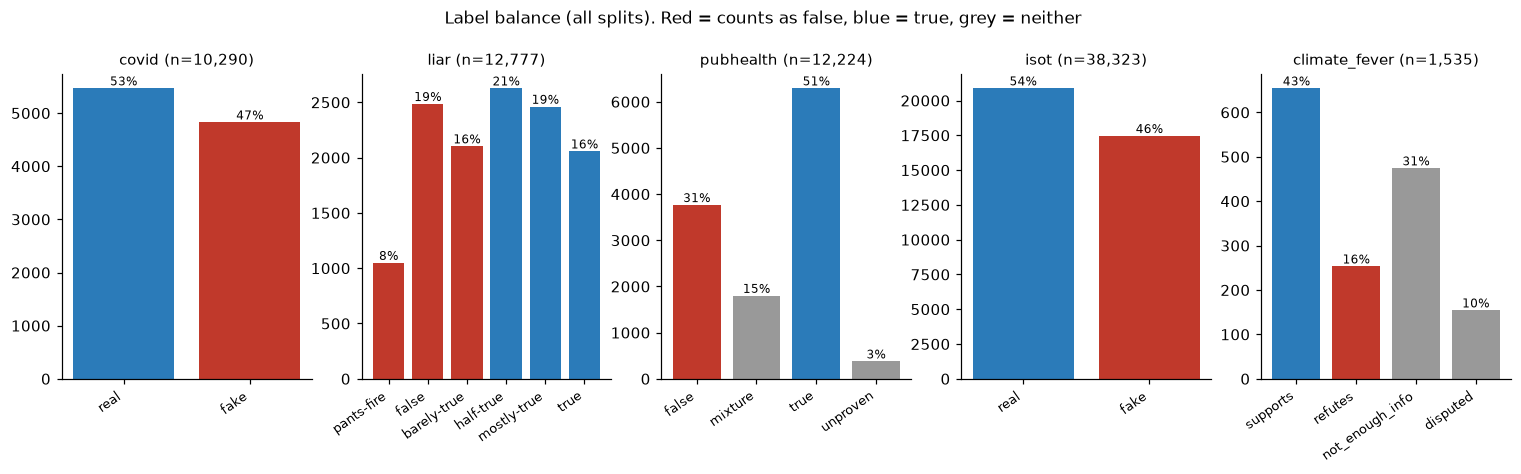 Label balance (all splits). Red = counts as false, blue = true, grey = neither
covid (n=10,290)
53%
47%
5000
4000
3000
2000
1000
0
real
fake
liar (n=12,777)
8%
19%
16%
21%
19%
16%
2500
2000
1500
1000
500
0
pants-fire
false
barely-true
half-true
mostly-true
true
pubhealth (n=12,224)
31%
15%
51%
3%
6000
5000
4000
3000
2000
1000
0
false
mixture
true
unproven
isot (n=38,323)
54%
46%
20000
17500
15000
12500
10000
7500
5000
2500
0
real
fake
climate_fever (n=1,535)
43%
16%
31%
10%
600
500
400
300
200
100
0
supports
refutes
not_enough_info
disputed